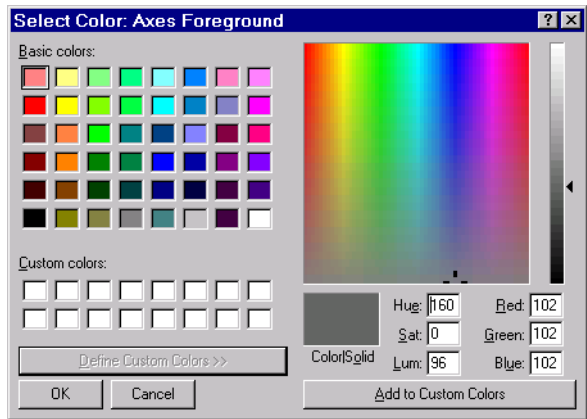 Select Color: Axes Foreground
Basic colors:
Custom colors:
Define Custom Colors >>
OK Cancel
Hue: 160 Red: 102
Sat: 0 Green: 102
Color|Solid Lum: 96 Blue: 102
Add to Custom Colors